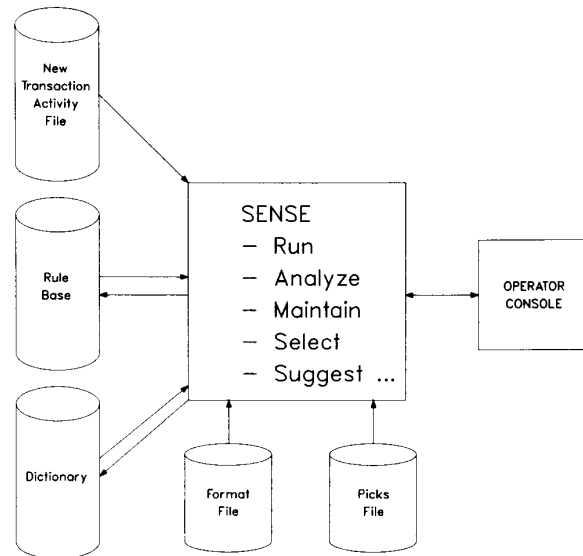 New
Transaction
Activity
File
Rule
Base
Dictionary
SENSE
– Run
– Analyze
– Maintain
– Select
– Suggest ...
OPERATOR
CONSOLE
Format
File
Picks
File